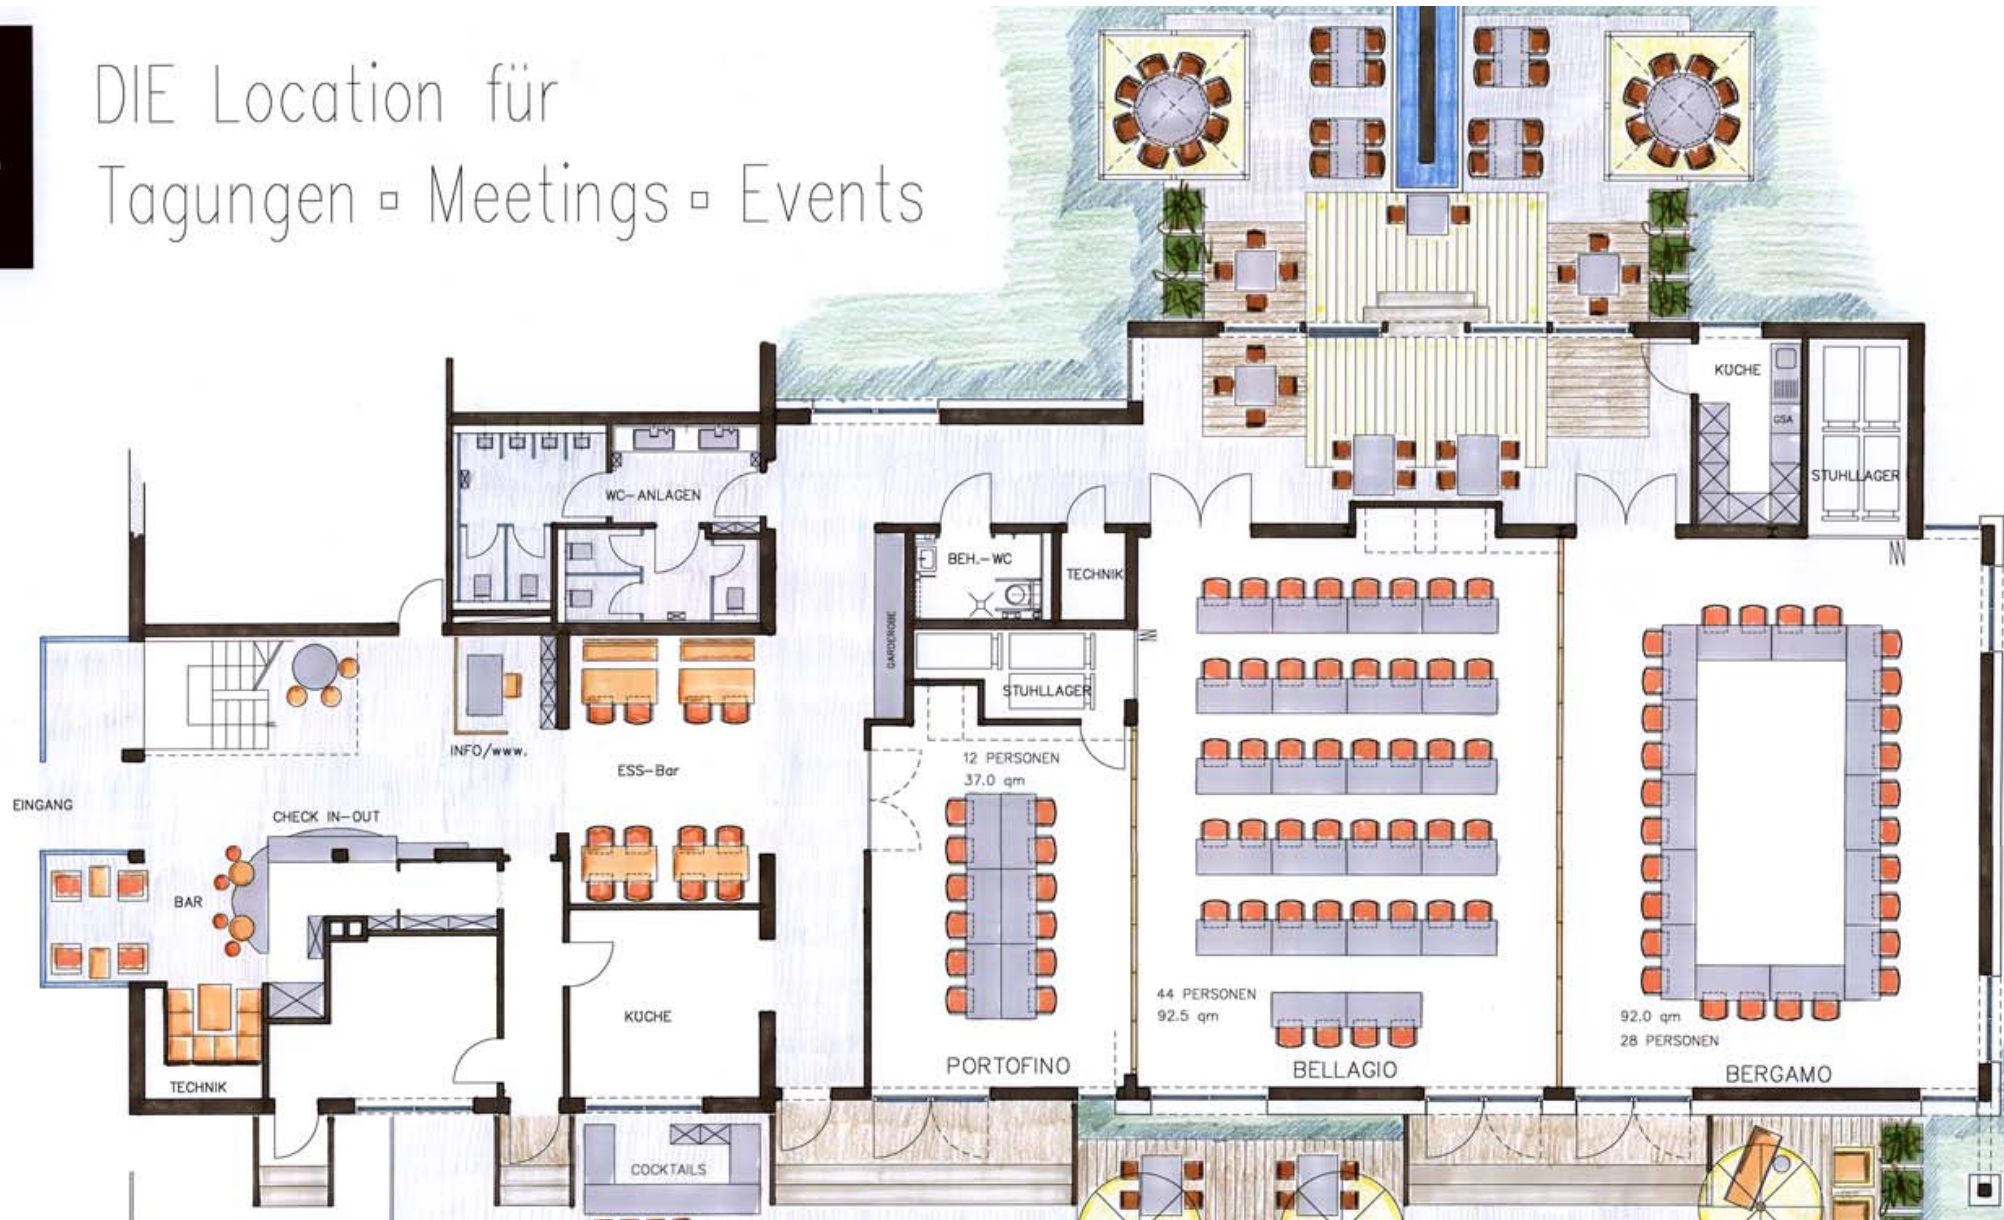 DIE Location für
Tagungen ▫ Meetings ▫ Events
KÜCHE
GSA
STUHLLAGER
WC-ANLAGEN
BEH.-WC
TECHNIK
GARDEROBE
STUHLLAGER
INFO/www.
ESS-Bar
12 PERSONEN
37.0 qm
EINGANG
CHECK IN-OUT
BAR
44 PERSONEN
92.5 qm
92.0 qm
28 PERSONEN
KÜCHE
PORTOFINO
BELLAGIO
BERGAMO
TECHNIK
COCKTAILS